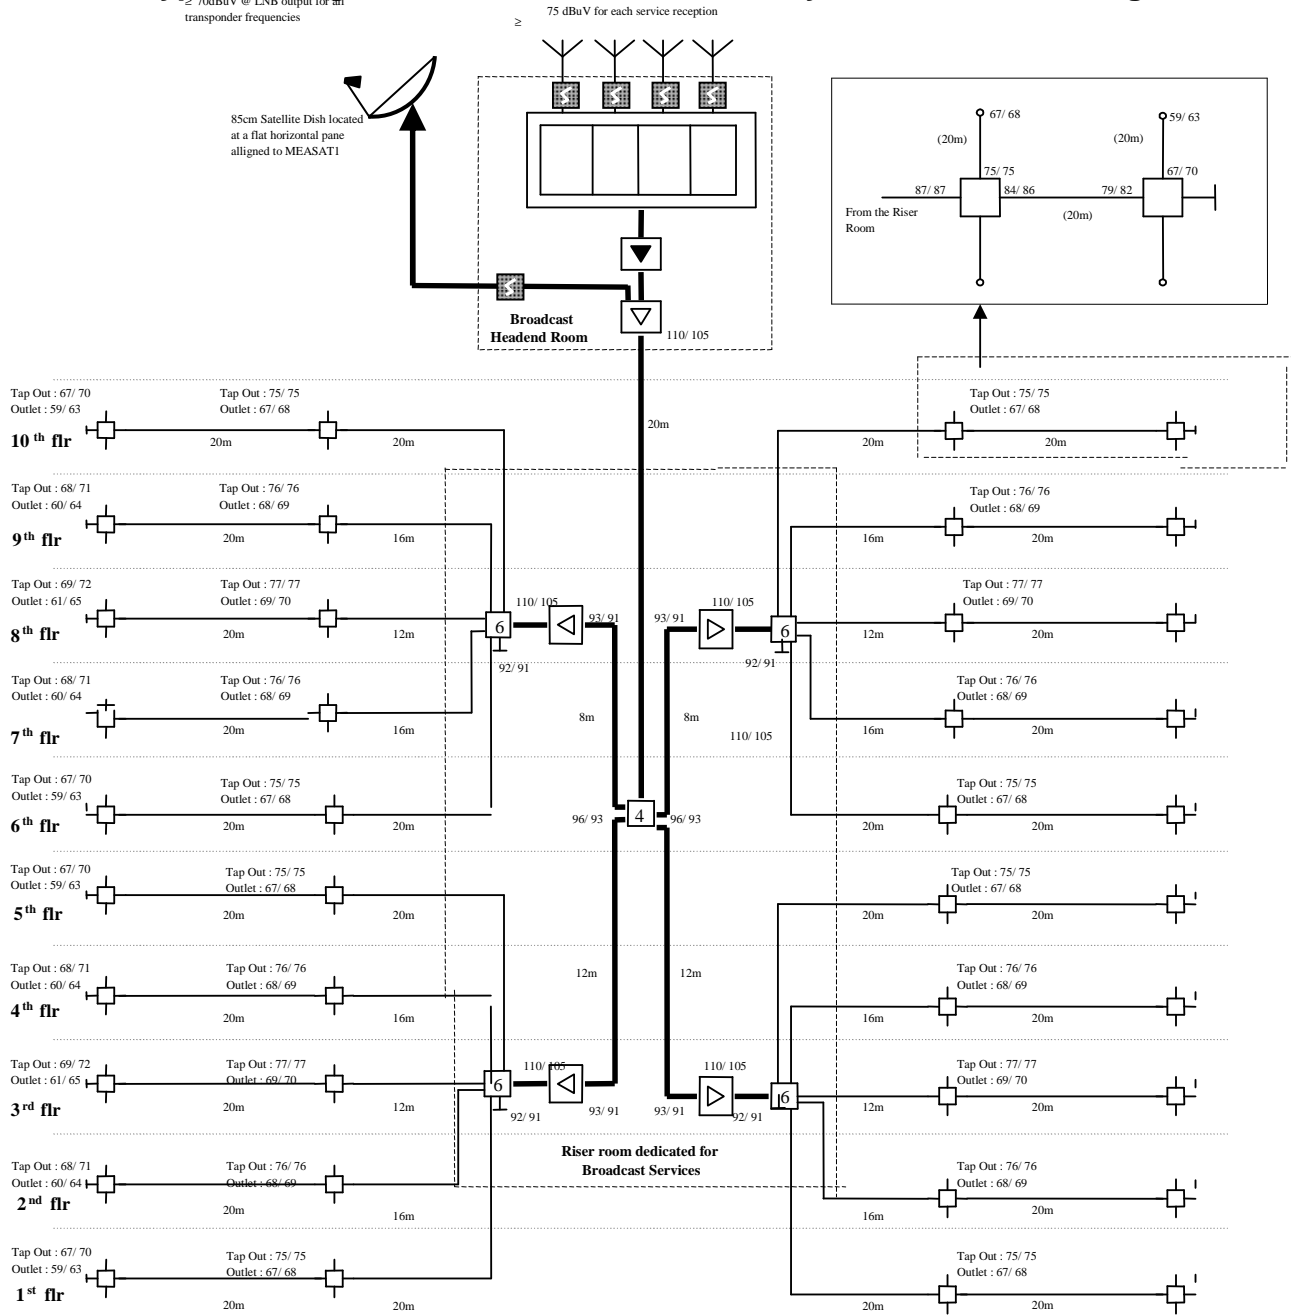 ≥ 70dBuV @ LNB output for an
transponder frequencies
≥
75 dBuV for each service reception
85cm Satellite Dish located
at a flat horizontal pane
alligned to MEASAT1
Broadcast
Headend Room
110/ 105
67/ 68
59/ 63
(20m)
(20m)
75/ 75
67/ 70
87/ 87
84/ 86
79/ 82
From the Riser
Room
(20m)
20m
Tap Out : 67/ 70
Outlet : 59/ 63
Tap Out : 75/ 75
Outlet : 67/ 68
10 th flr
20m
20m
20m
Tap Out : 75/ 75
Outlet : 67/ 68
20m
Tap Out : 68/ 71
Outlet : 60/ 64
Tap Out : 76/ 76
Outlet : 68/ 69
9th flr
20m
16m
16m
Tap Out : 76/ 76
Outlet : 68/ 69
20m
Tap Out : 69/ 72
Outlet : 61/ 65
Tap Out : 77/ 77
Outlet : 69/ 70
8th flr
20m
12m
6
110/ 105
93/ 91
92/ 91
93/ 91
110/ 105
6
92/ 91
12m
Tap Out : 77/ 77
Outlet : 69/ 70
20m
Tap Out : 68/ 71
Outlet : 60/ 64
Tap Out : 76/ 76
Outlet : 68/ 69
7th flr
20m
16m
8m
8m
110/ 105
16m
Tap Out : 76/ 76
Outlet : 68/ 69
20m
Tap Out : 67/ 70
Outlet : 59/ 63
Tap Out : 75/ 75
Outlet : 67/ 68
6th flr
20m
20m
96/ 93
4
96/ 93
20m
Tap Out : 75/ 75
Outlet : 67/ 68
20m
Tap Out : 67/ 70
Outlet : 59/ 63
Tap Out : 75/ 75
Outlet : 67/ 68
5th flr
20m
20m
20m
Tap Out : 75/ 75
Outlet : 67/ 68
20m
Tap Out : 68/ 71
Outlet : 60/ 64
Tap Out : 76/ 76
Outlet : 68/ 69
4th flr
20m
16m
12m
12m
16m
Tap Out : 76/ 76
Outlet : 68/ 69
20m
Tap Out : 69/ 72
Outlet : 61/ 65
Tap Out : 77/ 77
Outlet : 69/ 70
3rd flr
20m
12m
6
110/ 105
92/ 91
93/ 91
93/ 91
110/ 105
92/ 91
6
12m
Tap Out : 77/ 77
Outlet : 69/ 70
20m
Riser room dedicated for
Broadcast Services
Tap Out : 68/ 71
Outlet : 60/ 64
Tap Out : 76/ 76
Outlet : 68/ 69
2nd flr
20m
16m
16m
Tap Out : 76/ 76
Outlet : 68/ 69
20m
Tap Out : 67/ 70
Outlet : 59/ 63
Tap Out : 75/ 75
Outlet : 67/ 68
1st flr
20m
20m
20m
Tap Out : 75/ 75
Outlet : 67/ 68
20m